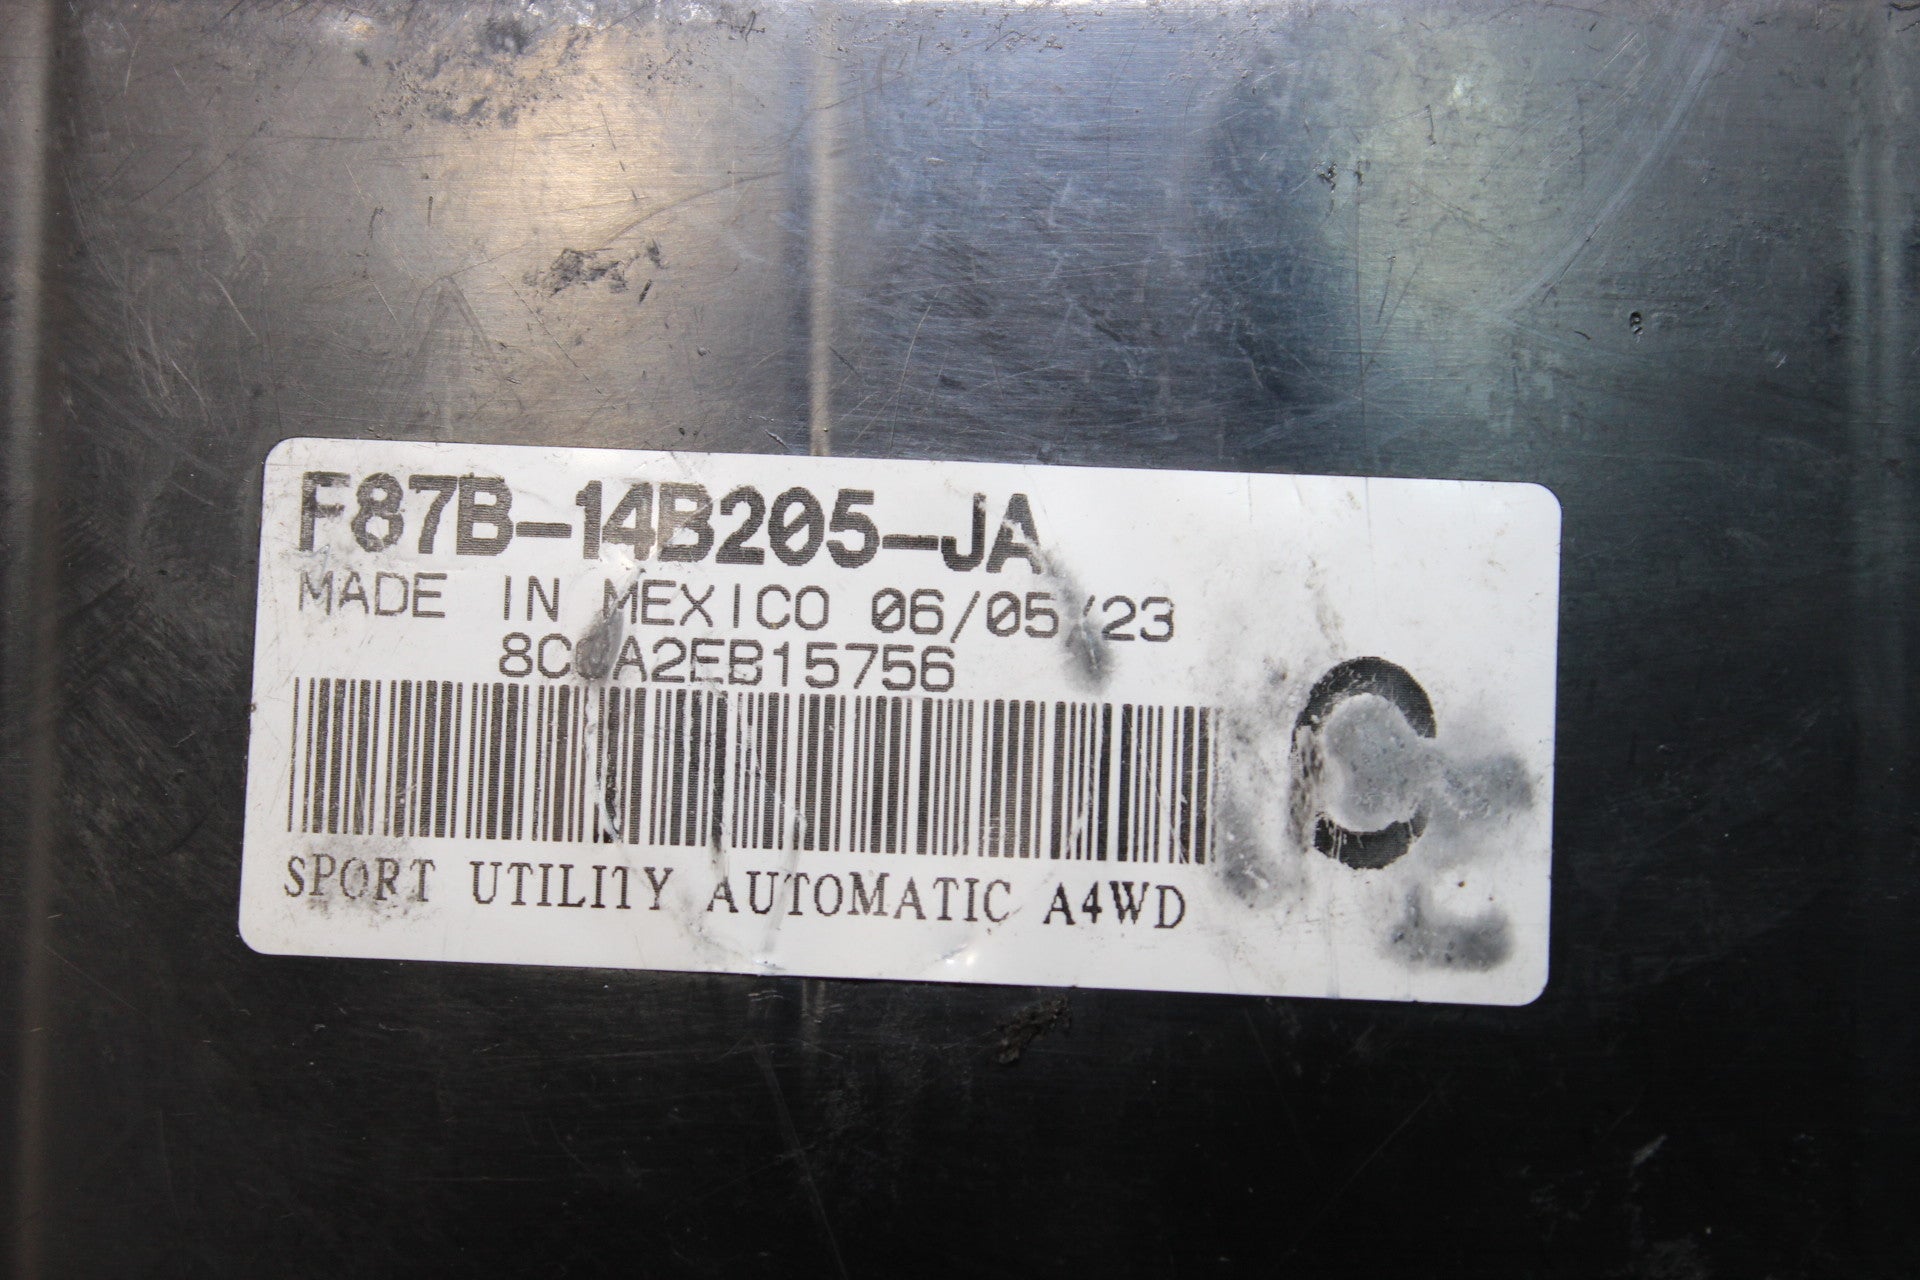 F87B-14B205-JA
MADE IN MEXICO 06/05/23
SPORT UTILITY AUTOMATIC A4WD